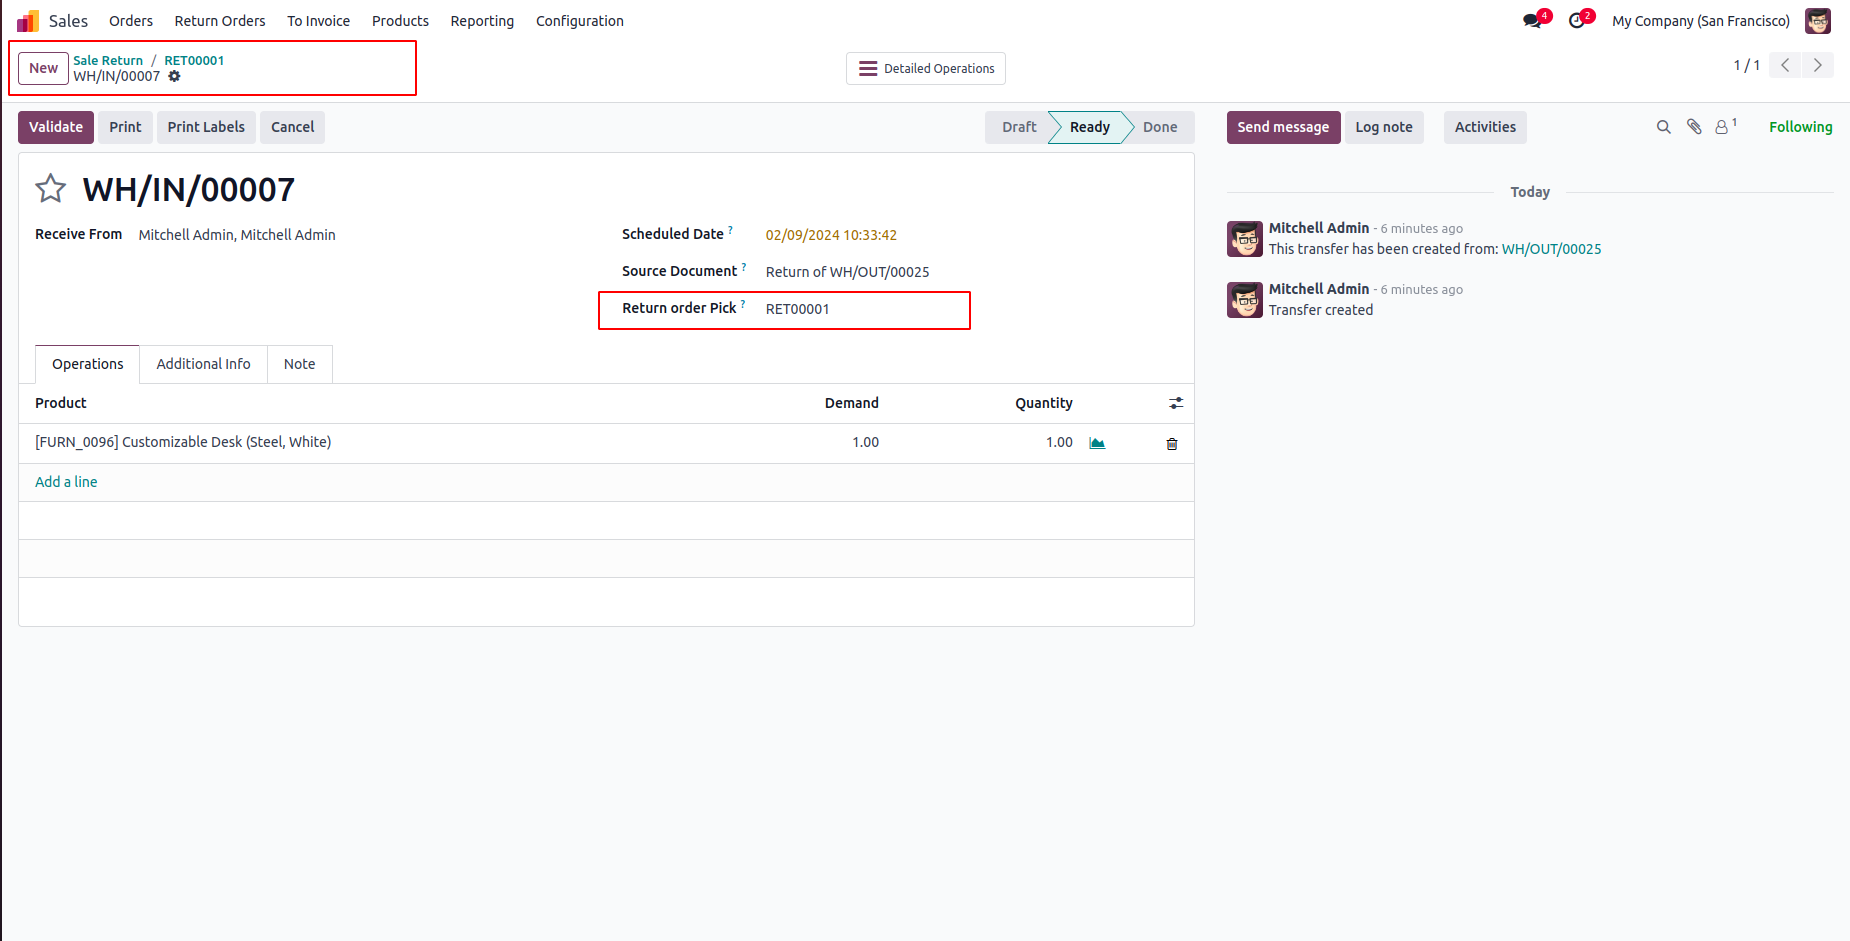 Sales Orders Return Orders To Invoice Products Reporting Configuration 4 2 My Company (San Francisco)
New Sale Return / RET00001
WH/IN/00007
Detailed Operations 1 / 1
Validate Print Print Labels Cancel Draft Ready Done Send message Log note Activities 1 Following
WH/IN/00007
Receive From Mitchell Admin, Mitchell Admin
Scheduled Date ? 02/09/2024 10:33:42
Source Document ? Return of WH/OUT/00025
Return order Pick ? RET00001
Operations Additional Info Note
Product Demand Quantity
[FURN_0096] Customizable Desk (Steel, White) 1.00 1.00
Add a line
Today
Mitchell Admin - 6 minutes ago
This transfer has been created from: WH/OUT/00025
Mitchell Admin - 6 minutes ago
Transfer created